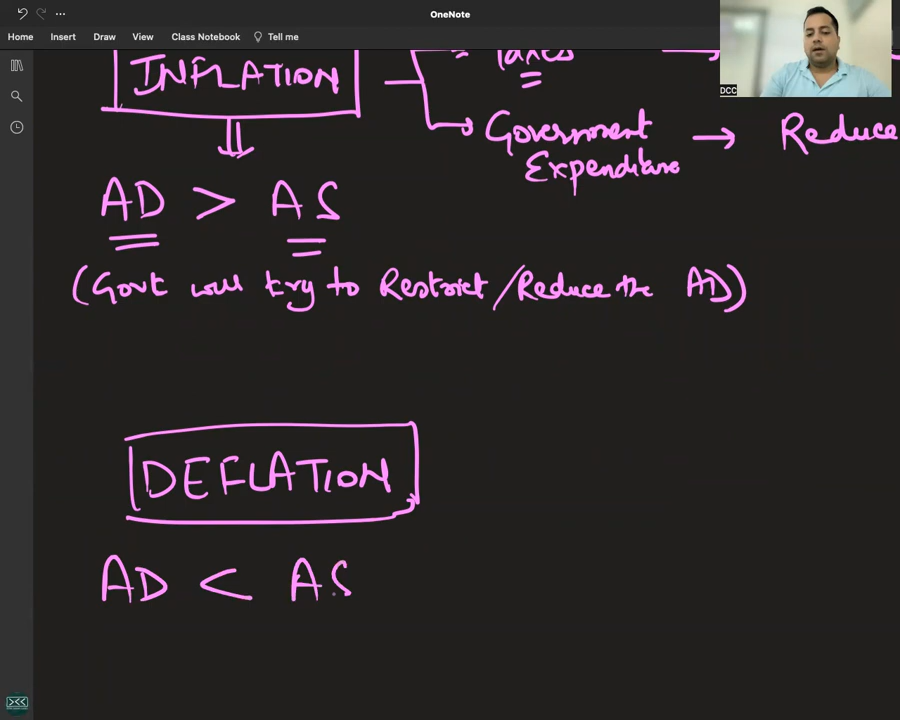 OneNote
Home Insert Draw View Class Notebook Tell me
DCC
Taxes
INFLATION
Government → Reduce
Expenditure
AD > AS
(Govt will try to Restrict/Reduce the AD)
DEFLATION
AD < AS